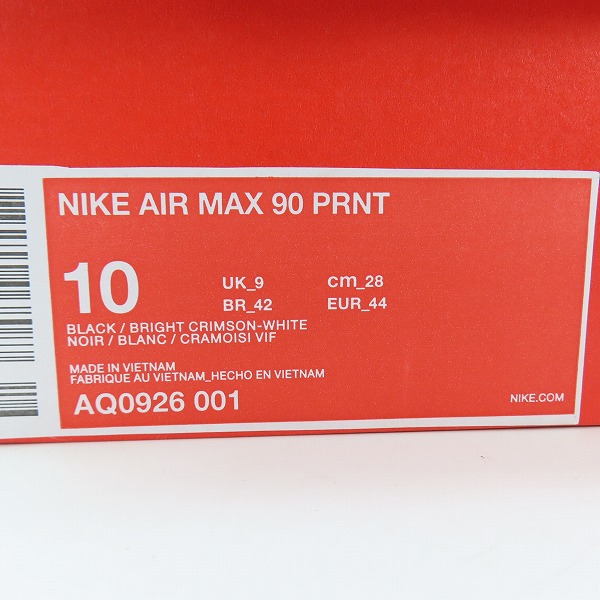 NIKE AIR MAX 90 PRNT
10
UK_9 cm_28
BR_42 EUR_44
BLACK / BRIGHT CRIMSON-WHITE
NOIR / BLANC / CRAMOISI VIF
MADE IN VIETNAM
FABRIQUE AU VIETNAM_HECHO EN VIETNAM
AQ0926 001
NIKE.COM